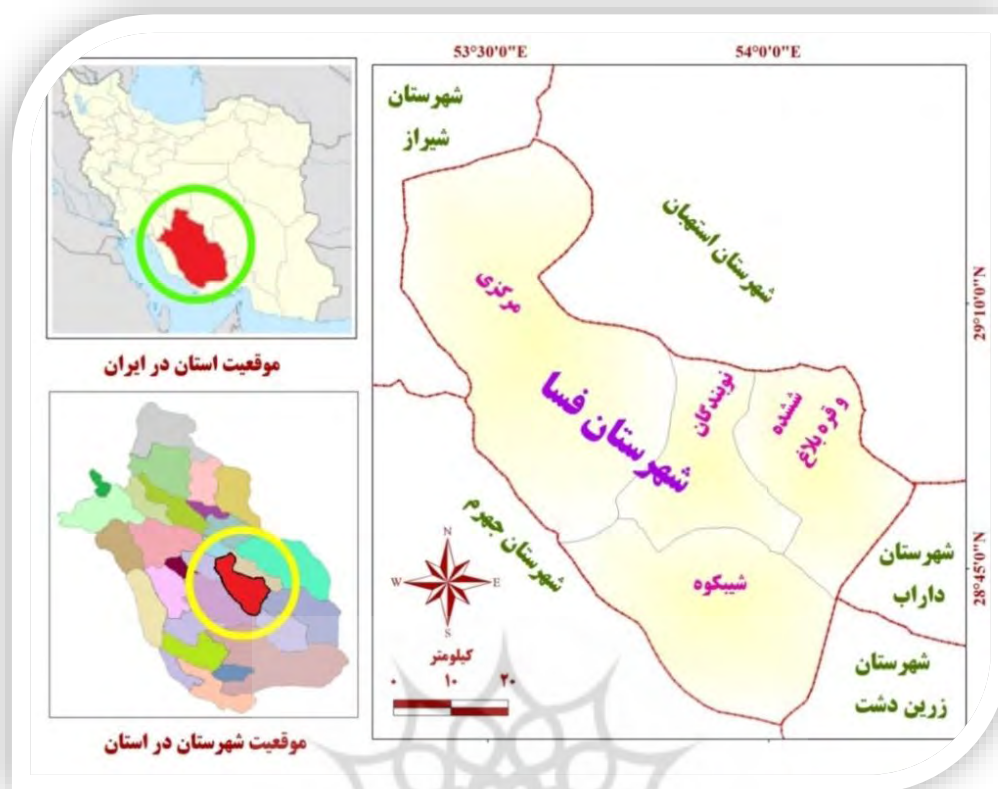 53°30'0"E
54°0'0"E
شهرستان
شیراز
شهرستان استهبان
29°10'0"N
مرکزی
موقعیت استان در ایران
نوبندگان
ششده
و قره بلاغ
شهرستان فسا
شهرستان جهرم
N
W
E
S
شیبکوه
28°45'0"N
شهرستان
داراب
کیلومتر
۰ ۱۰ ۲۰
شهرستان
زرین دشت
موقعیت شهرستان در استان